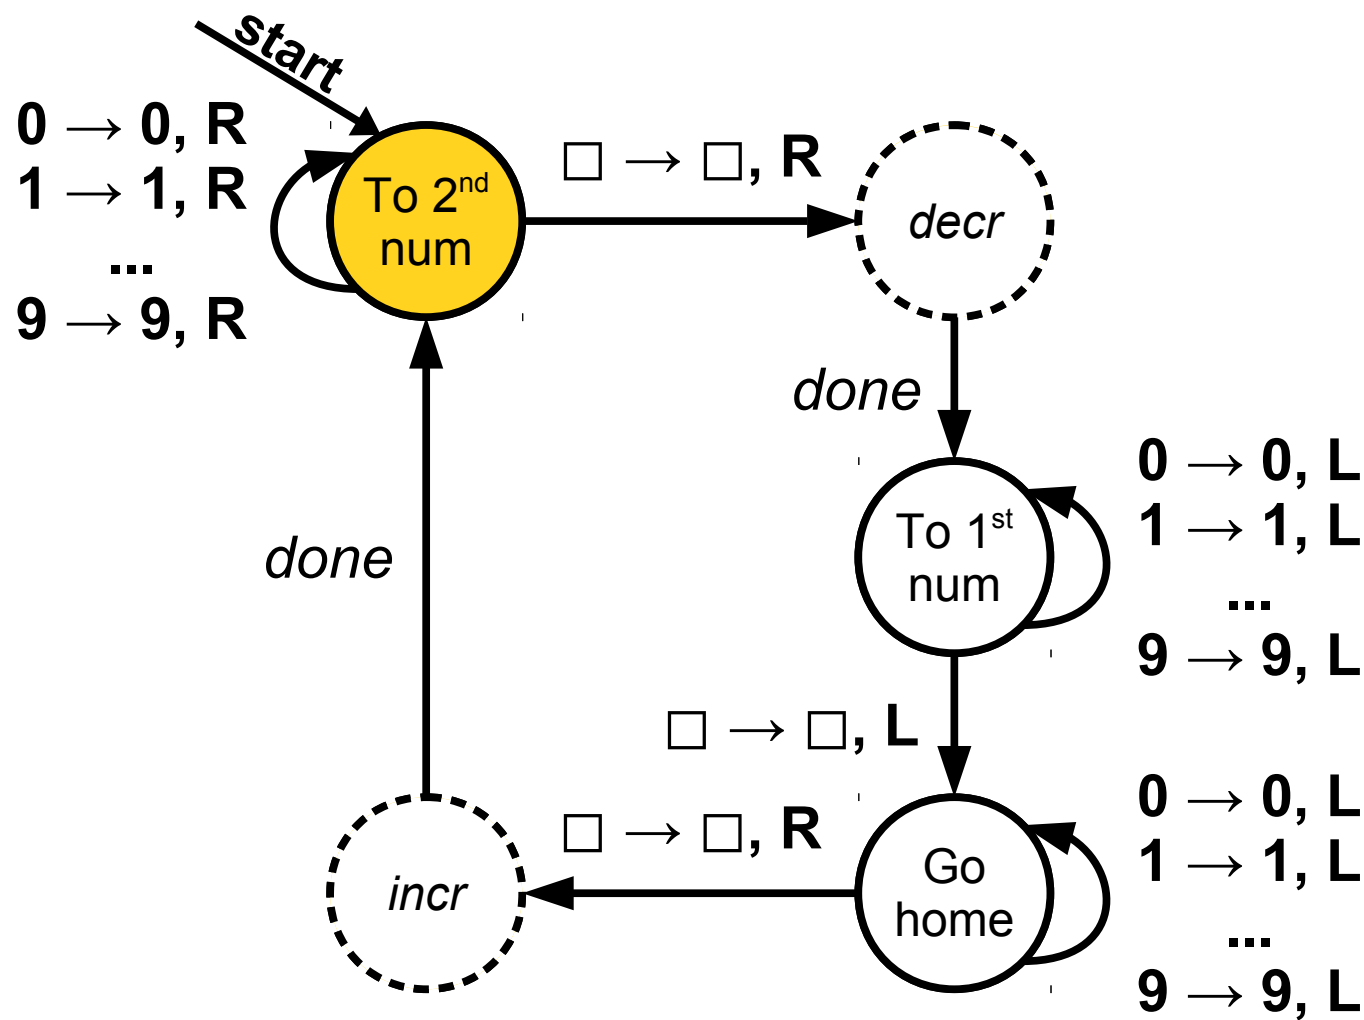 start
0 → 0, R
1 → 1, R
...
9 → 9, R
To 2nd
num
□ → □, R
decr
done
To 1st
num
0 → 0, L
1 → 1, L
...
9 → 9, L
done
□ → □, L
□ → □, R
incr
Go
home
0 → 0, L
1 → 1, L
...
9 → 9, L